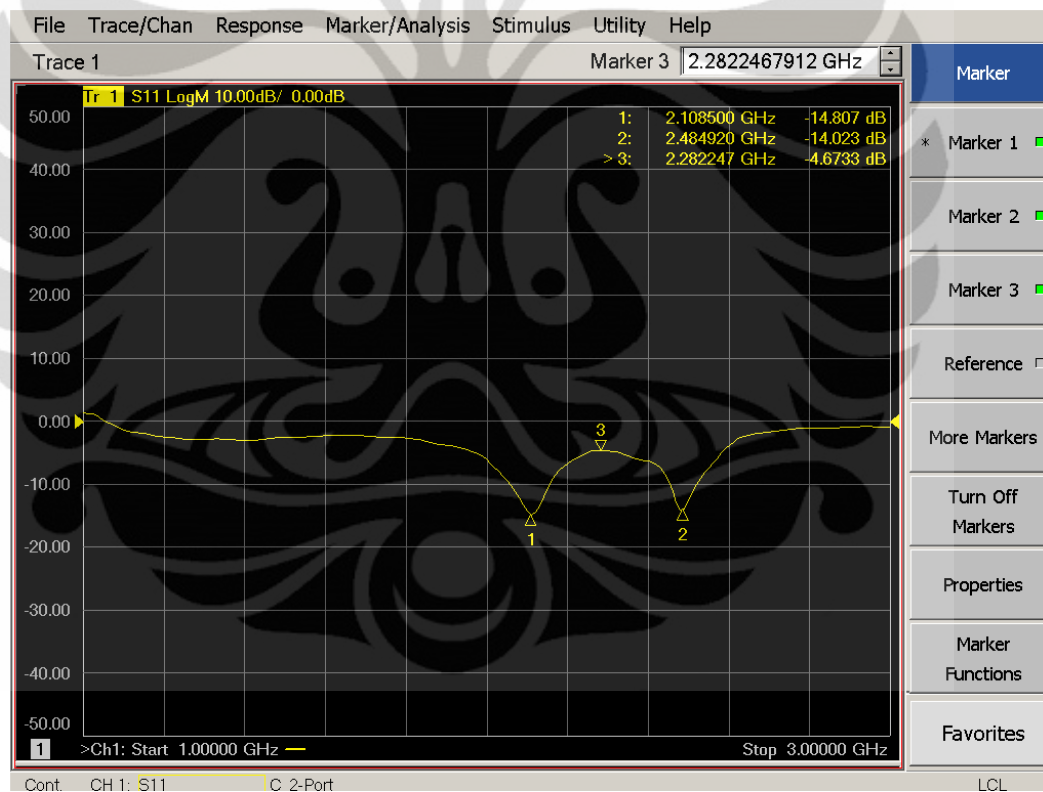 File Trace/Chan Response Marker/Analysis Stimulus Utility Help
Trace 1 Marker 3 2.2822467912 GHz
Tr 1 S11 LogM 10.00dB/ 0.00dB
1: 2.108500 GHz -14.807 dB
2: 2.484920 GHz -14.023 dB
> 3: 2.282247 GHz -4.6733 dB
50.00
40.00
30.00
20.00
10.00
0.00
-10.00
-20.00
-30.00
-40.00
-50.00
3
1
2
1 >Ch1: Start 1.00000 GHz Stop 3.00000 GHz
Cont. CH 1: S11 C 2-Port LCL
Marker
* Marker 1
Marker 2
Marker 3
Reference
More Markers
Turn Off
Markers
Properties
Marker
Functions
Favorites